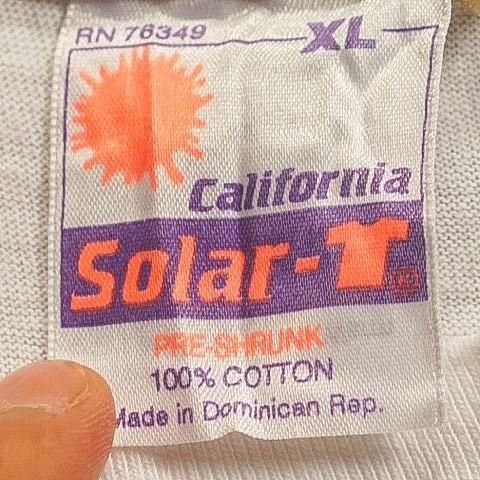 RN 76349 XL
California
Solar-T ®
PRE-SHRUNK
100% COTTON
Made in Dominican Rep.